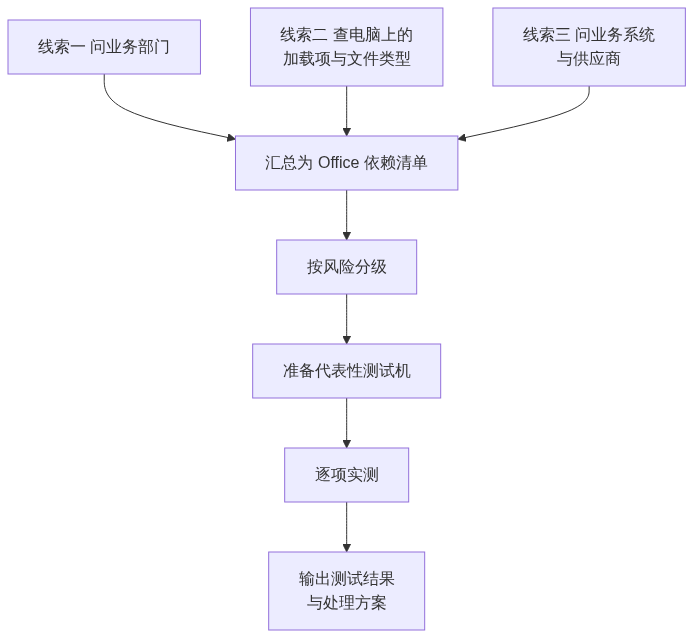 线索一 问业务部门
线索二 查电脑上的
加载项与文件类型
线索三 问业务系统
与供应商
汇总为 Office 依赖清单
按风险分级
准备代表性测试机
逐项实测
输出测试结果
与处理方案